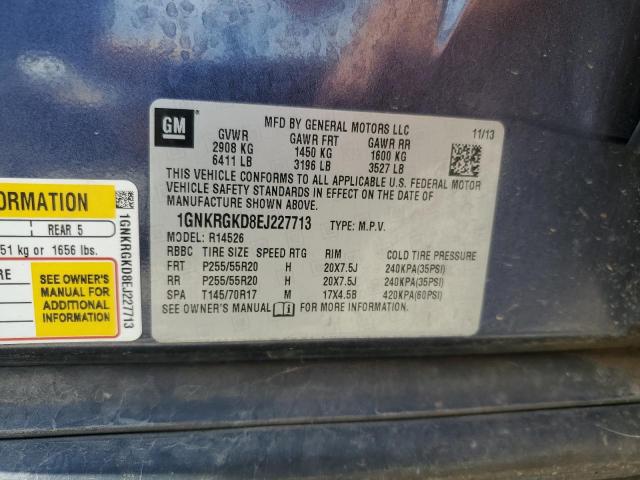 GM
MFD BY GENERAL MOTORS LLC
11/13
GVWR GAWR FRT GAWR RR
2908 KG 1450 KG 1600 KG
6411 LB 3196 LB 3527 LB
THIS VEHICLE CONFORMS TO ALL APPLICABLE U.S. FEDERAL MOTOR
VEHICLE SAFETY STANDARDS IN EFFECT ON THE DATE OF
MANUFACTURE SHOWN ABOVE.
1GNKRGKD8EJ227713 TYPE: M.P.V.
MODEL: R14526
RBBC TIRE SIZE SPEED RTG RIM COLD TIRE PRESSURE
FRT P255/55R20 H 20X7.5J 240KPA(35PSI)
RR P255/55R20 H 20X7.5J 240KPA(35PSI)
SPA T145/70R17 M 17X4.5B 420KPA(60PSI)
SEE OWNER'S MANUAL FOR MORE INFORMATION.
ORMATION
REAR 5
51 kg or 1656 lbs.
RE
SEE OWNER'S
MANUAL FOR
ADDITIONAL
INFORMATION
1GNKRGKD8EJ227713